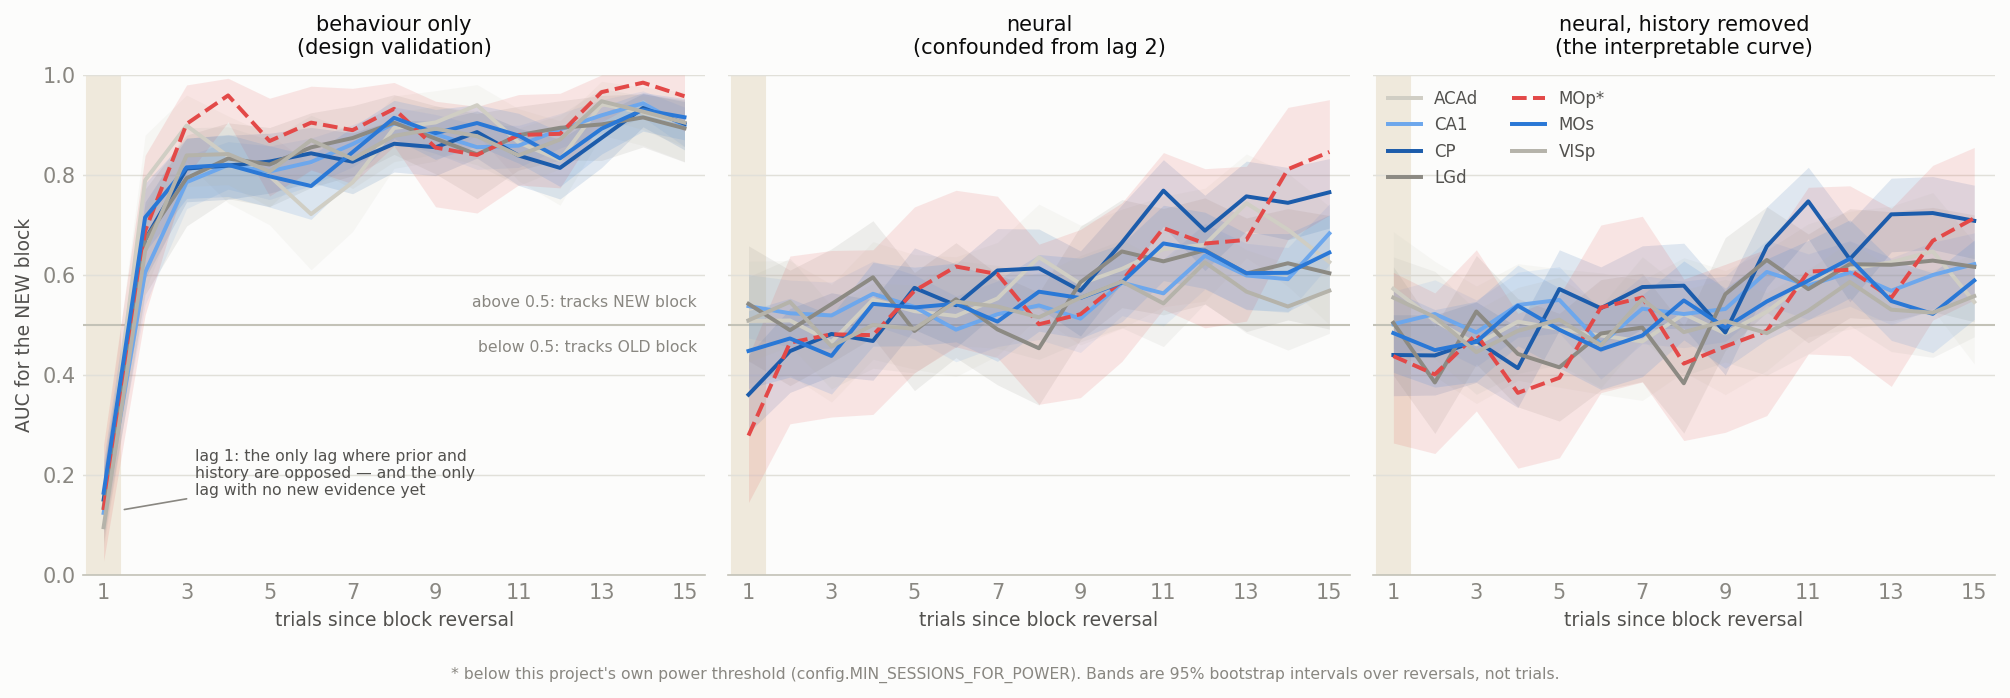 behaviour only
(design validation)
neural
(confounded from lag 2)
neural, history removed
(the interpretable curve)
AUC for the NEW block
1.0
0.8
0.6
0.4
0.2
0.0
above 0.5: tracks NEW block
below 0.5: tracks OLD block
lag 1: the only lag where prior and
history are opposed — and the only
lag with no new evidence yet
ACAd
CA1
CP
LGd
MOp*
MOs
VISp
1 3 5 7 9 11 13 15
1 3 5 7 9 11 13 15
1 3 5 7 9 11 13 15
trials since block reversal
trials since block reversal
trials since block reversal
* below this project's own power threshold (config.MIN_SESSIONS_FOR_POWER). Bands are 95% bootstrap intervals over reversals, not trials.